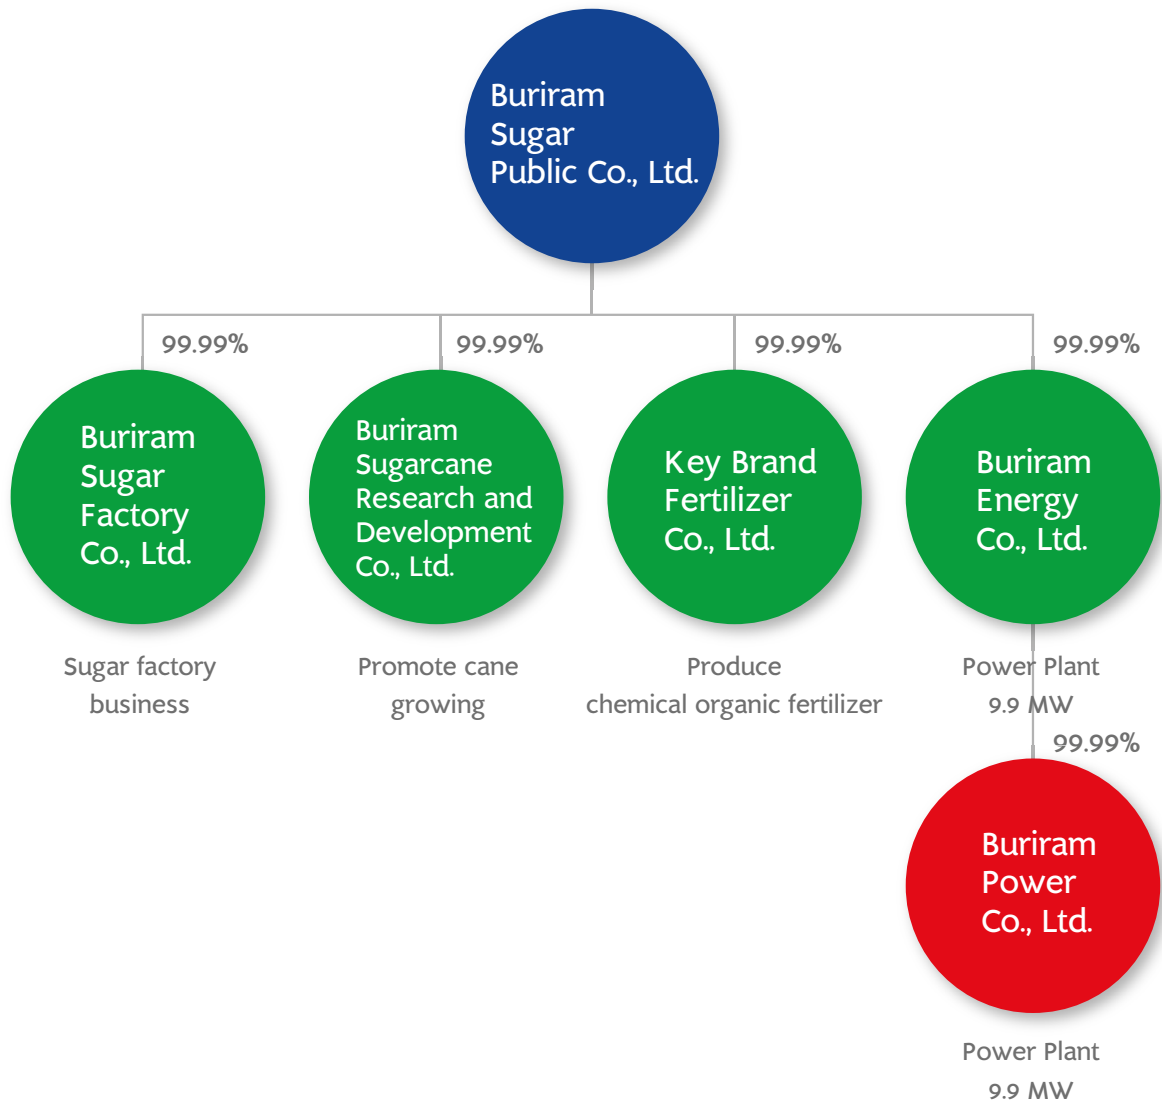 Buriram
Sugar
Public Co., Ltd.
99.99%
99.99%
99.99%
99.99%
Buriram
Sugar
Factory
Co., Ltd.
Buriram
Sugarcane
Research and
Development
Co., Ltd.
Key Brand
Fertilizer
Co., Ltd.
Buriram
Energy
Co., Ltd.
Sugar factory
business
Promote cane
growing
Produce
chemical organic fertilizer
Power Plant
9.9 MW
99.99%
Buriram
Power
Co., Ltd.
Power Plant
9.9 MW